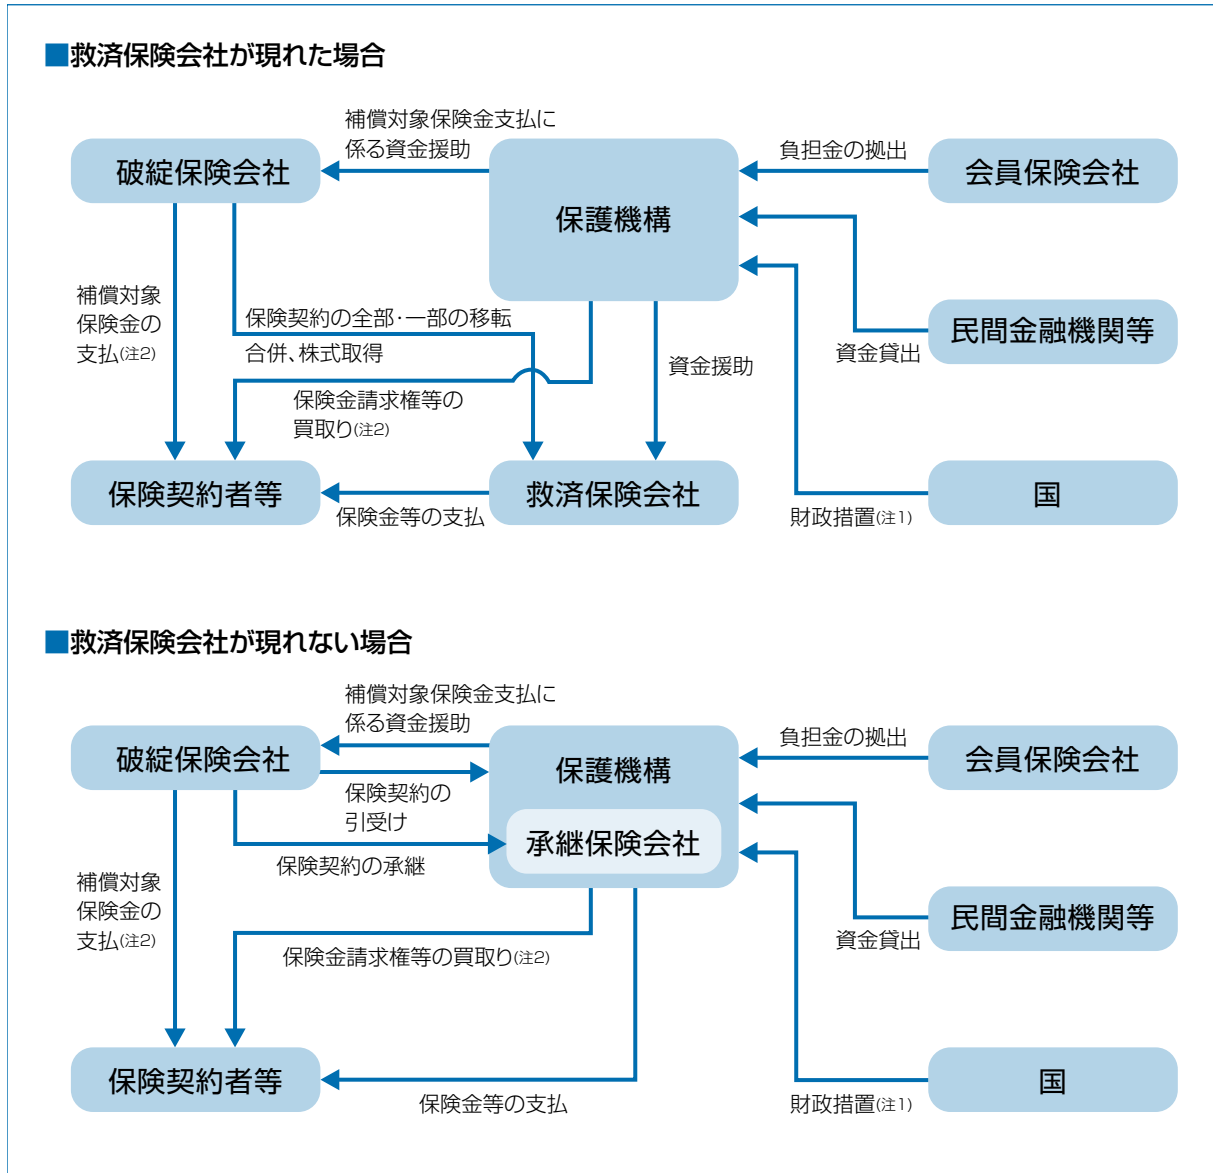 ■救済保険会社が現れた場合
補償対象保険金支払に
係る資金援助
負担金の拠出
破綻保険会社
保護機構
会員保険会社
補償対象
保険金の
支払(注2)
保険契約の全部・一部の移転
合併、株式取得
保険金請求権等の
買取り(注2)
資金援助
民間金融機関等
資金貸出
保険契約者等
保険金等の支払
救済保険会社
国
財政措置(注1)
■救済保険会社が現れない場合
補償対象保険金支払に
係る資金援助
負担金の拠出
破綻保険会社
保護機構
会員保険会社
保険契約の
引受け
承継保険会社
保険契約の承継
補償対象
保険金の
支払(注2)
民間金融機関等
資金貸出
保険金請求権等の買取り(注2)
保険契約者等
保険金等の支払
国
財政措置(注1)